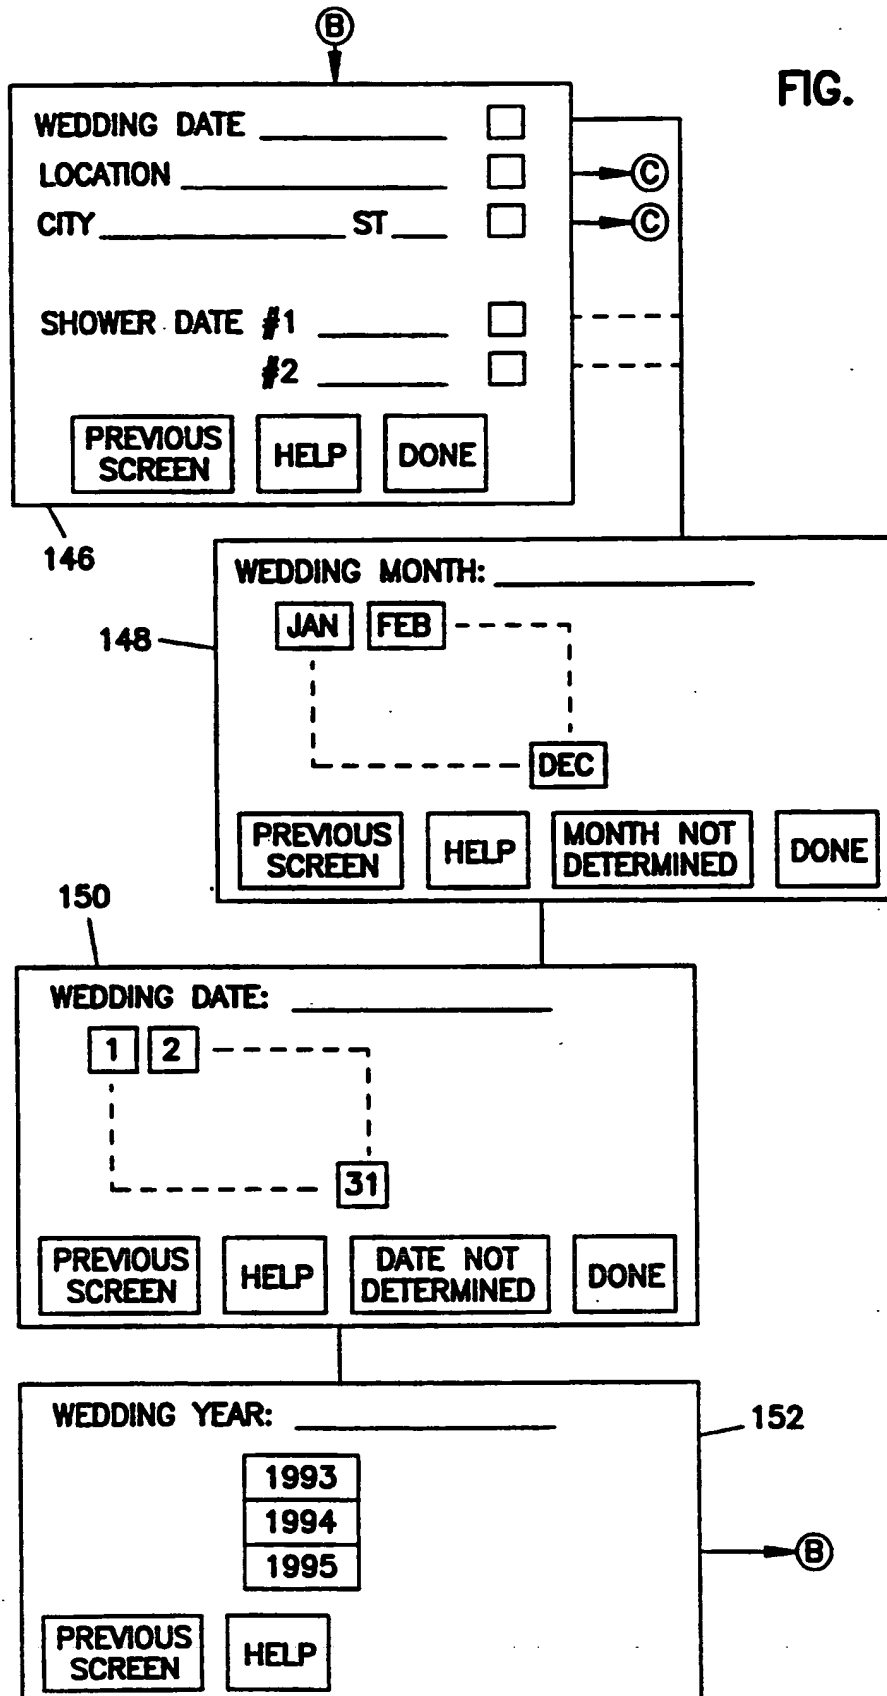 B
FIG.
WEDDING DATE
LOCATION C
CITY ST C
SHOWER DATE #1
#2
PREVIOUS SCREEN HELP DONE
146
WEDDING MONTH:
148
JAN FEB
DEC
PREVIOUS SCREEN HELP MONTH NOT DETERMINED DONE
150
WEDDING DATE:
1 2
31
PREVIOUS SCREEN HELP DATE NOT DETERMINED DONE
WEDDING YEAR:
152
1993
1994
1995
B
PREVIOUS SCREEN HELP